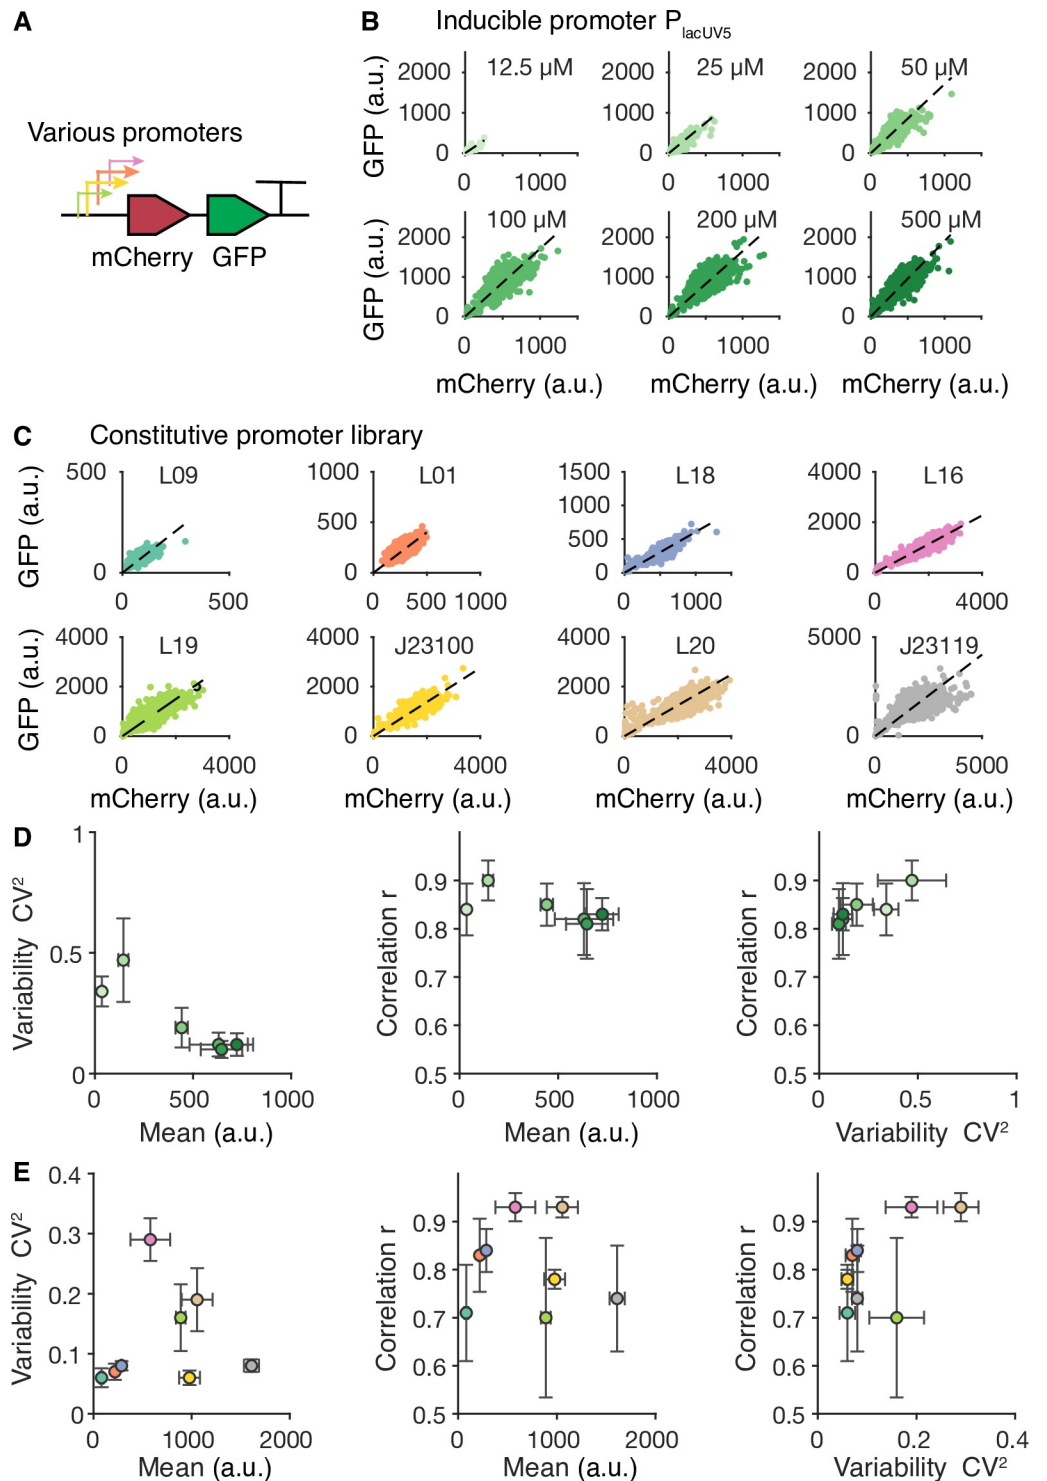 A
Various promoters
mCherry GFP
B Inducible promoter PlacUV5
GFP (a.u.)
2000 12.5 µM 2000 25 µM 2000 50 µM
1000 1000 1000
0 0 0
0 1000 0 1000 0 1000
GFP (a.u.)
100 µM 200 µM 500 µM
2000 2000 2000
1000 1000 1000
0 0 0
0 1000 0 1000 0 1000
mCherry (a.u.) mCherry (a.u.) mCherry (a.u.)
C Constitutive promoter library
GFP (a.u.)
500 L09 1000 L01 1500 L18 4000 L16
500 1000 2000
500
0 0 0 0
0 500 0 500 1000 0 1000 0 4000
GFP (a.u.)
4000 L19 4000 J23100 4000 L20 5000 J23119
2000 2000 2000
0 0 0 0
0 4000 0 4000 0 4000 0 5000
mCherry (a.u.) mCherry (a.u.) mCherry (a.u.) mCherry (a.u.)
D
Variability CV²
1
0.5
0
0 500 1000
Mean (a.u.)
Correlation r
0.9
0.8
0.7
0.6
0.5
0 500 1000
Mean (a.u.)
Correlation r
0.9
0.8
0.7
0.6
0.5
0 0.5 1
Variability CV²
E
Variability CV²
0.4
0.3
0.2
0.1
0
0 1000 2000
Mean (a.u.)
Correlation r
0.9
0.8
0.7
0.6
0.5
0 1000 2000
Mean (a.u.)
Correlation r
0.9
0.8
0.7
0.6
0.5
0 0.2 0.4
Variability CV²